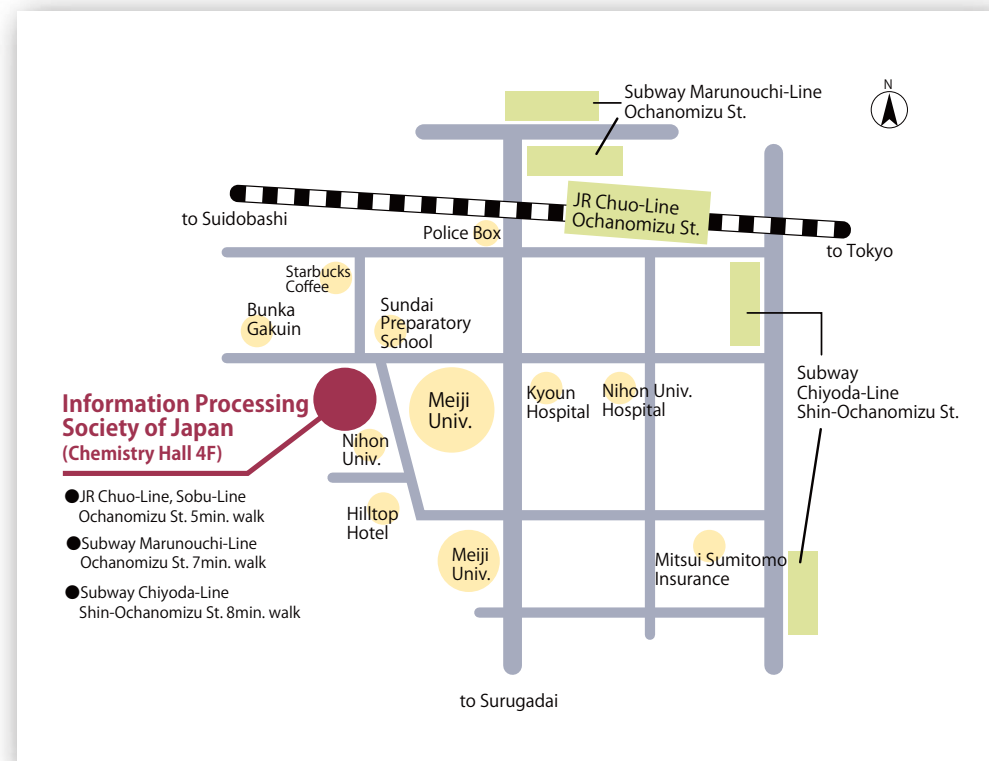 N
Subway Marunouchi-Line
Ochanomizu St.
JR Chuo-Line
Ochanomizu St.
to Suidobashi
Police Box
to Tokyo
Starbucks
Coffee
Bunka
Gakuin
Sundai
Preparatory
School
Subway
Chiyoda-Line
Shin-Ochanomizu St.
Information Processing
Society of Japan
(Chemistry Hall 4F)
Meiji
Univ.
Kyoun
Hospital
Nihon Univ.
Hospital
Nihon
Univ.
●JR Chuo-Line, Sobu-Line
Ochanomizu St. 5min. walk
●Subway Marunouchi-Line
Ochanomizu St. 7min. walk
●Subway Chiyoda-Line
Shin-Ochanomizu St. 8min. walk
Hilltop
Hotel
Meiji
Univ.
Mitsui Sumitomo
Insurance
to Surugadai